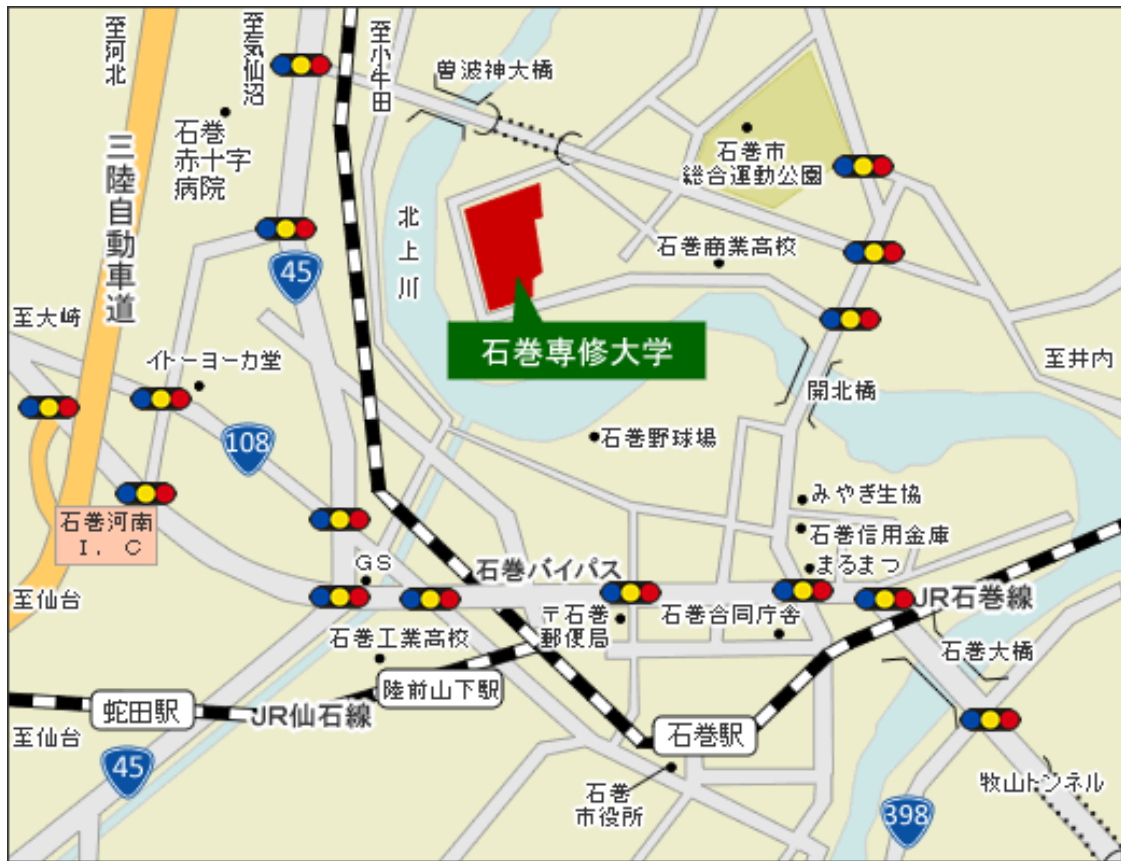 至河北
至気仙沼
至小牛田
曽波神大橋
石巻
赤十字
病院
三陸自動車道
石巻市
総合運動公園
北上川
石巻商業高校
45
至大崎
石巻専修大学
イトーヨーカ堂
至井内
開北橋
108
石巻野球場
みやぎ生協
石巻河南
I．C
石巻信用金庫
GS
石巻バイパス
まるまつ
至仙台
JR石巻線
〒石巻
郵便局
石巻合同庁舎
石巻工業高校
石巻大橋
陸前山下駅
蛇田駅
JR仙石線
石巻駅
至仙台
45
牧山トンネル
石巻
市役所
398